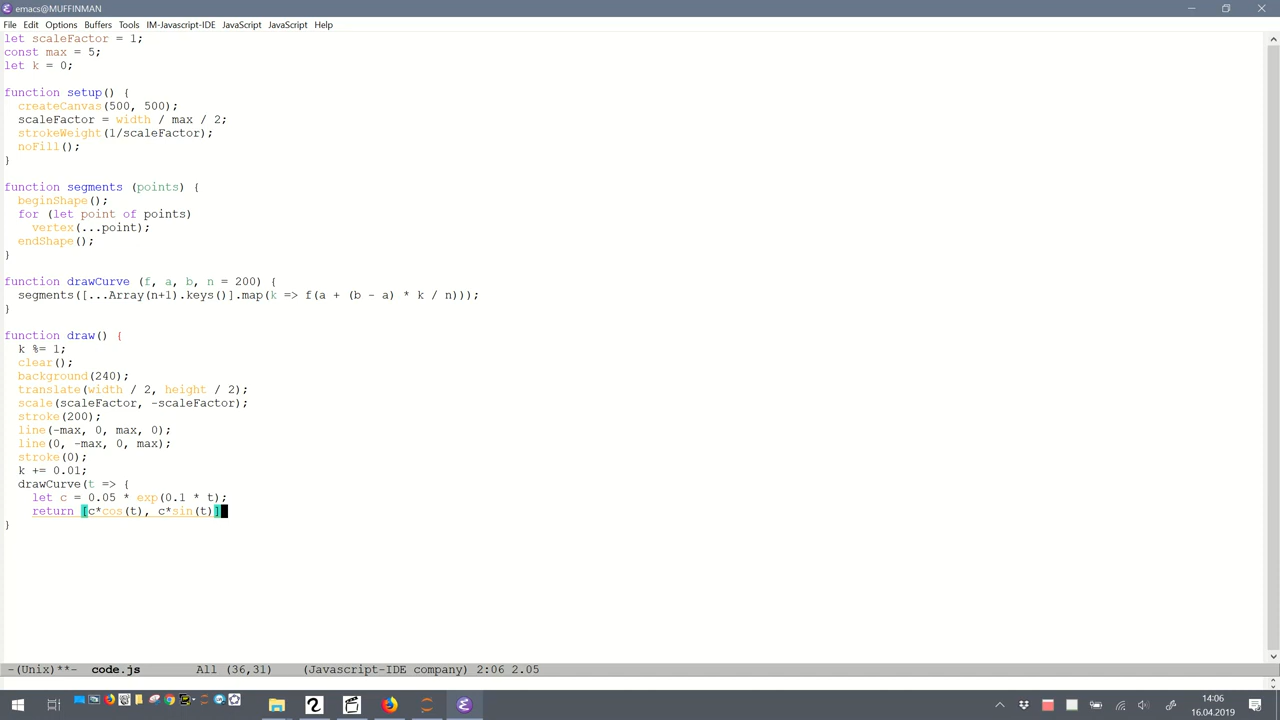 emacs@MUFFINMAN
File Edit Options Buffers Tools IM-Javascript-IDE JavaScript JavaScript Help
let scaleFactor = 1;
const max = 5;
let k = 0;
function setup() {
  createCanvas(500, 500);
  scaleFactor = width / max / 2;
  strokeWeight(1/scaleFactor);
  noFill();
}
function segments (points) {
  beginShape();
  for (let point of points)
    vertex(...point);
  endShape();
}
function drawCurve (f, a, b, n = 200) {
  segments([...Array(n+1).keys()].map(k => f(a + (b - a) * k / n)));
}
function draw() {
  k %= 1;
  clear();
  background(240);
  translate(width / 2, height / 2);
  scale(scaleFactor, -scaleFactor);
  stroke(200);
  line(-max, 0, max, 0);
  line(0, -max, 0, max);
  stroke(0);
  k += 0.01;
  drawCurve(t => {
    let c = 0.05 * exp(0.1 * t);
    return [c*cos(t), c*sin(t)]
}
-(Unix)**- code.js All (36,31) (Javascript-IDE company) 2:06 2.05
14:06
16.04.2019